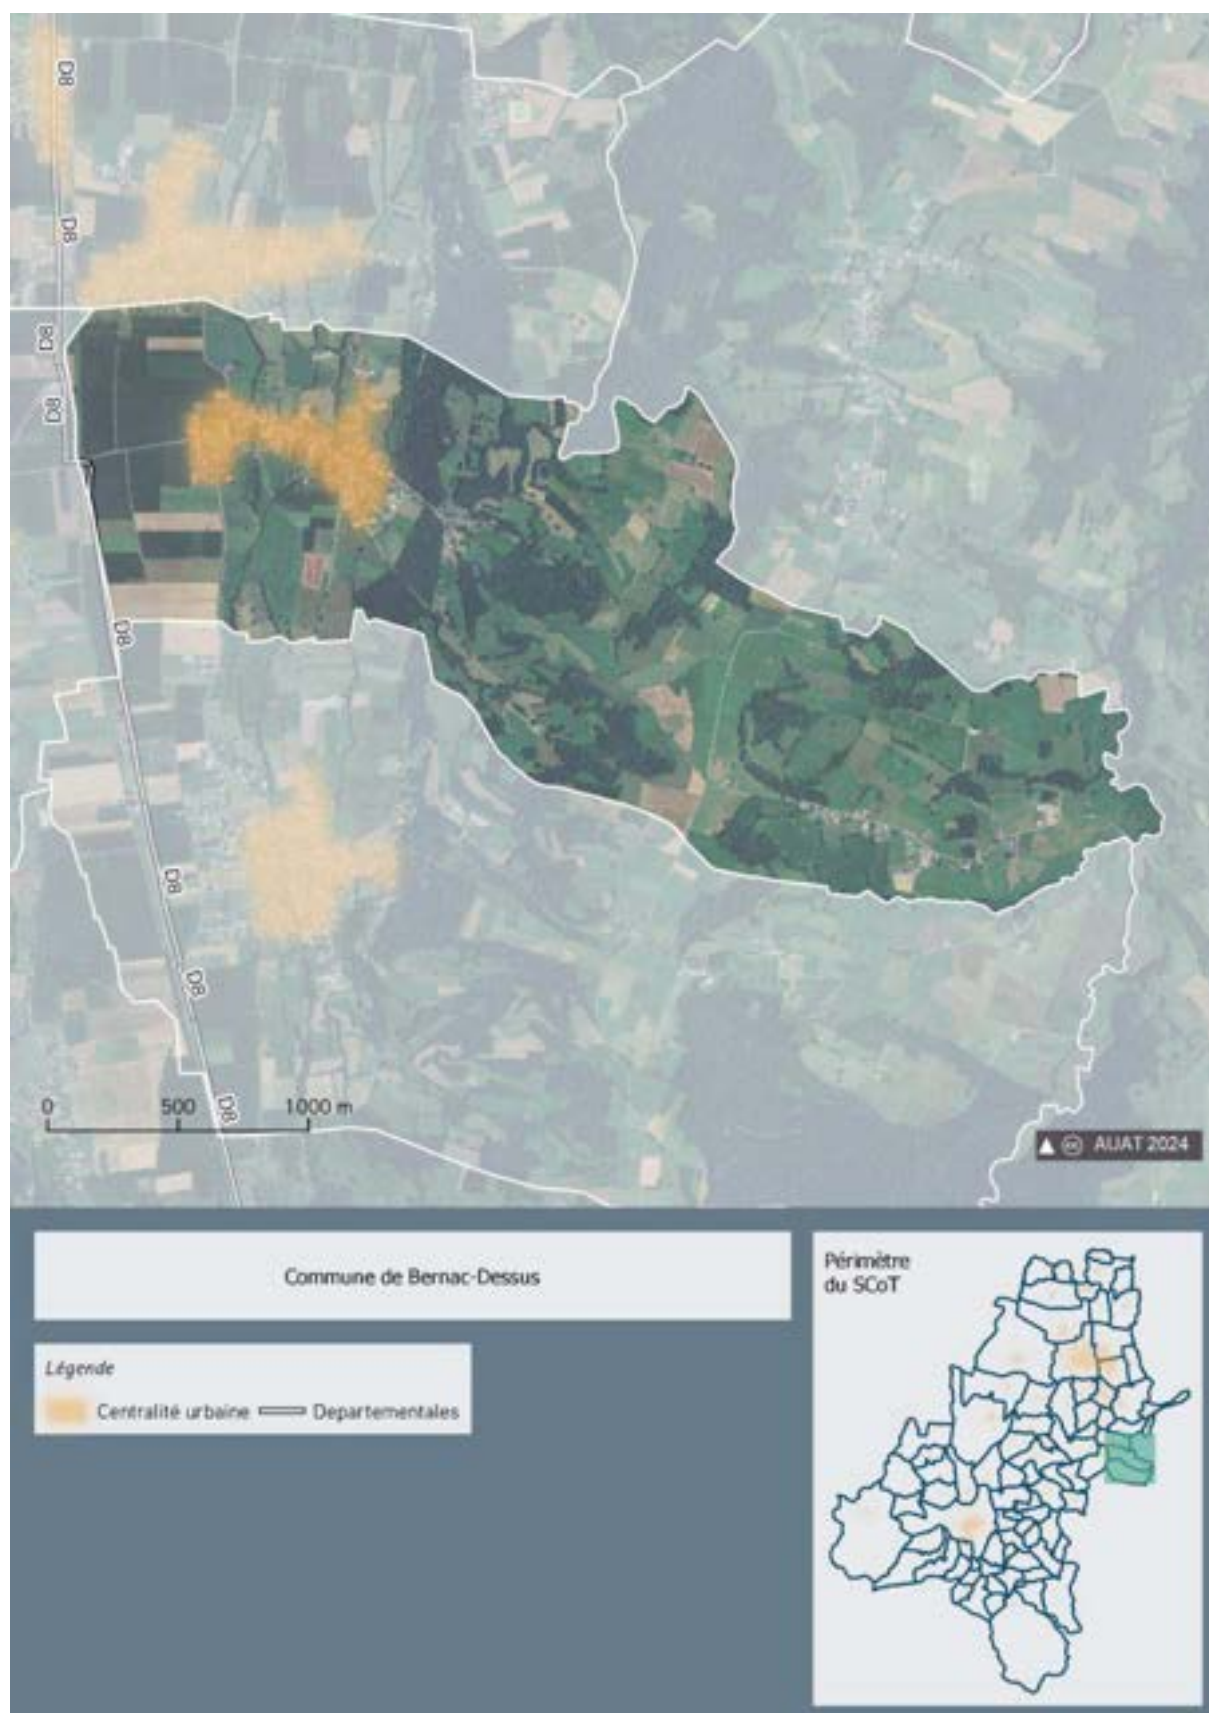 D8
D8
D8
D8
D8
D8
D8
D8
0 500 1000 m
AUAT 2024
Commune de Bernac-Dessus
Périmètre
du SCoT
Légende
Centralité urbaine Departementales